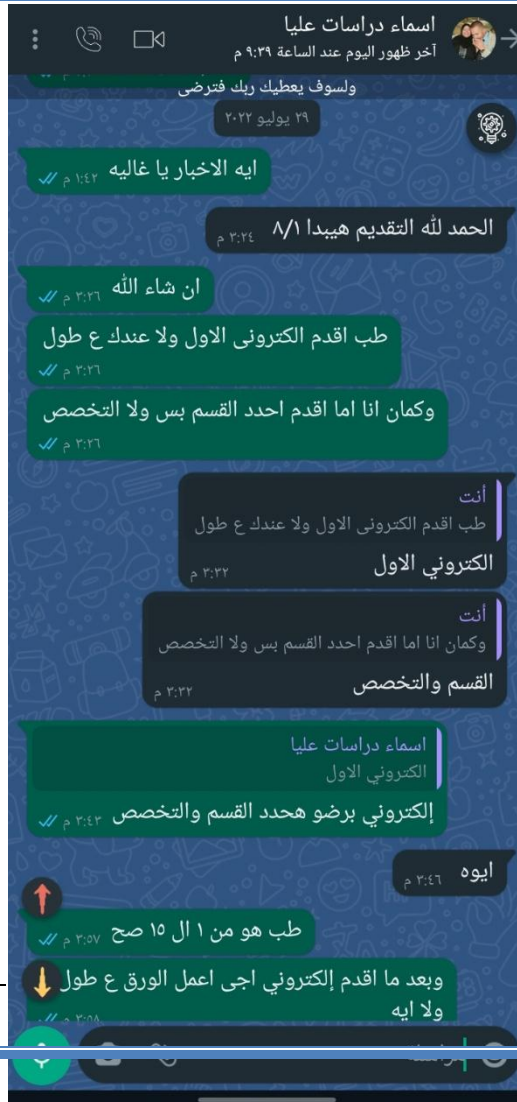 اسماء دراسات عليا
آخر ظهور اليوم عند الساعة ٩:٣٩ م
ولسوف يعطيك ربك فترضى
٢٩ يوليو ٢٠٢٢
ايه الاخبار يا غاليه ١:٤٢ م
الحمد لله التقديم هيبدا ٨/١ ٣:٢٤ م
ان شاء الله ٣:٢٦ م
طب اقدم الكترونى الاول ولا عندك ع طول
٣:٢٦ م
وكمان انا اما اقدم احدد القسم بس ولا التخصص
٣:٢٦ م
أنت
طب اقدم الكترونى الاول ولا عندك ع طول
الكتروني الاول ٣:٣٢ م
أنت
وكمان انا اما اقدم احدد القسم بس ولا التخصص
القسم والتخصص ٣:٣٢ م
اسماء دراسات عليا
الكتروني الاول
إلكتروني برضو هحدد القسم والتخصص ٣:٤٣ م
ايوه ٣:٤٦ م
طب هو من ١ ال ١٥ صح ٣:٥٧ م
وبعد ما اقدم إلكتروني اجى اعمل الورق ع طول
ولا ايه ٣:٥٨ م